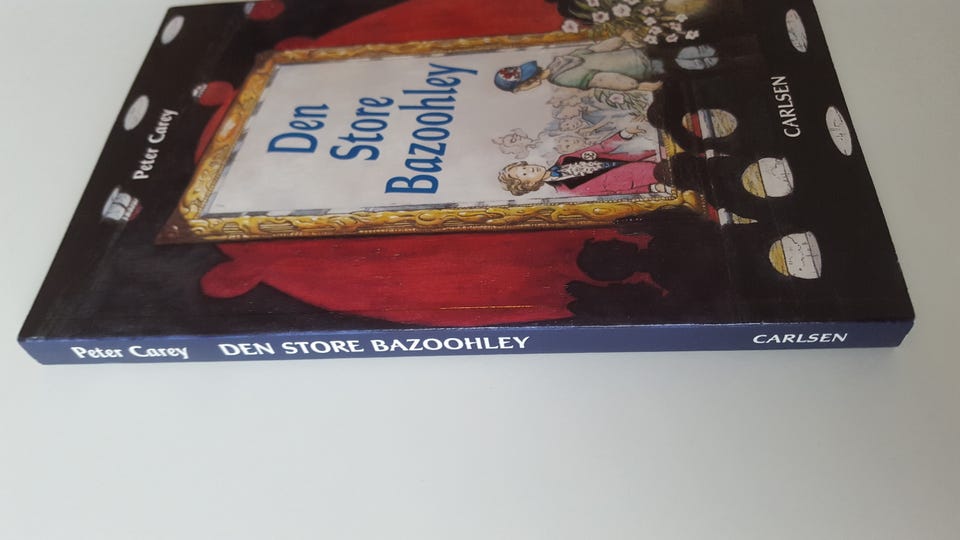 Peter Carey
Den
Store
Bazoohley
CARLSEN
Peter Carey DEN STORE BAZOOHLEY CARLSEN